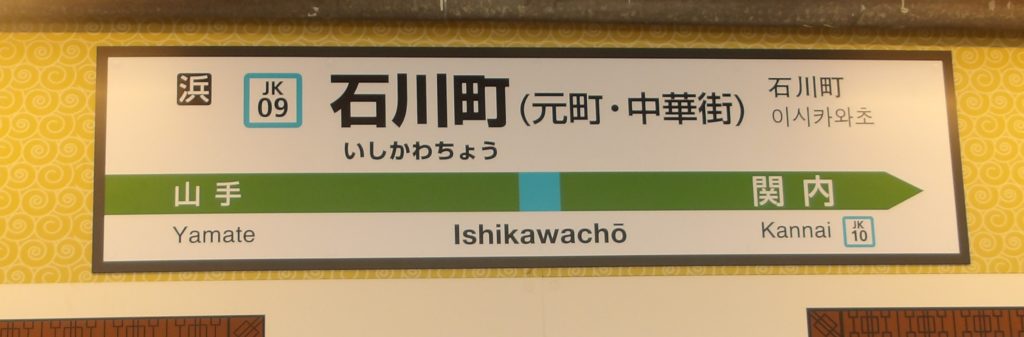 浜 JK 09 石川町(元町・中華街) 石川町
いしかわちょう 이시카와초
山手 関内
Yamate Ishikawachō Kannai JK 10